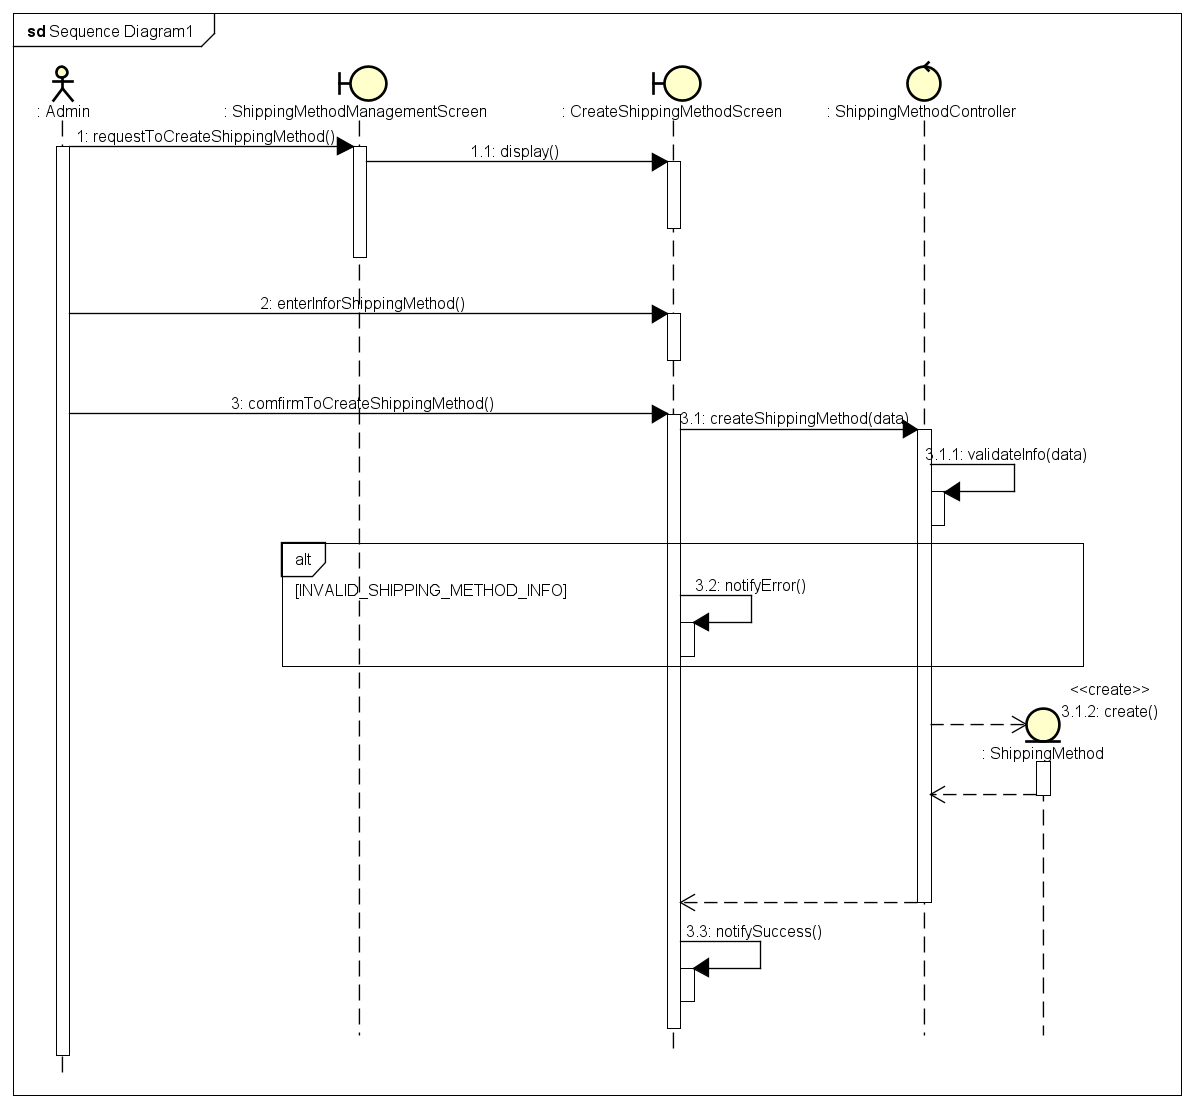 sd Sequence Diagram1
: Admin
: ShippingMethodManagementScreen
: CreateShippingMethodScreen
: ShippingMethodController
1: requestToCreateShippingMethod()
1.1: display()
2: enterInforShippingMethod()
3: comfirmToCreateShippingMethod()
3.1: createShippingMethod(data)
3.1.1: validateInfo(data)
alt
[INVALID_SHIPPING_METHOD_INFO]
3.2: notifyError()
<<create>>
3.1.2: create()
: ShippingMethod
3.3: notifySuccess()